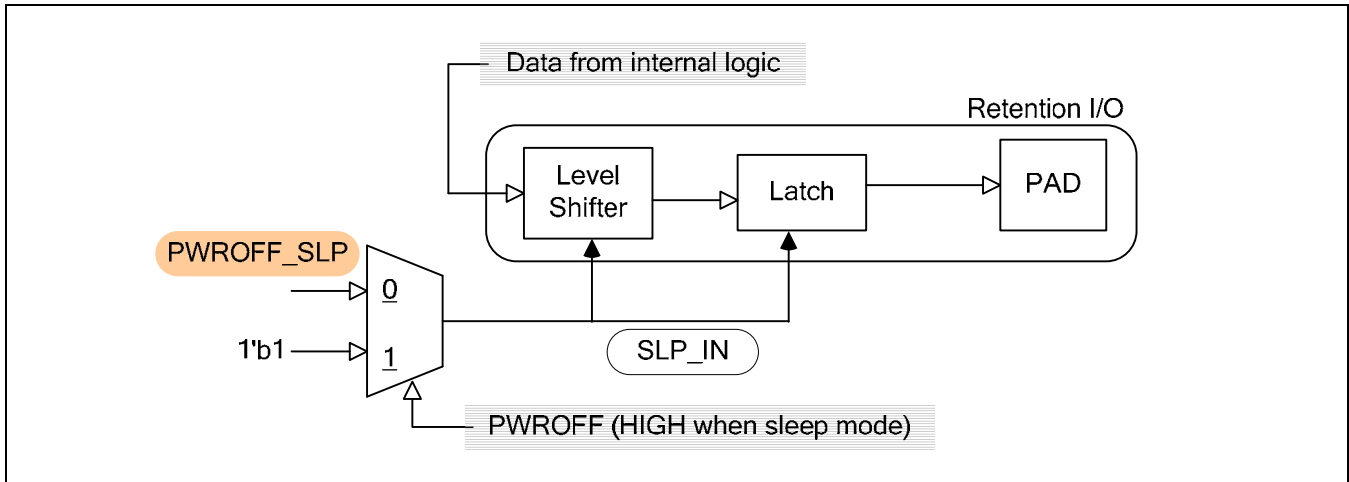 Data from internal logic
Retention I/O
Level
Shifter
Latch
PAD
PWROFF_SLP
0
1'b1
1
SLP_IN
PWROFF (HIGH when sleep mode)